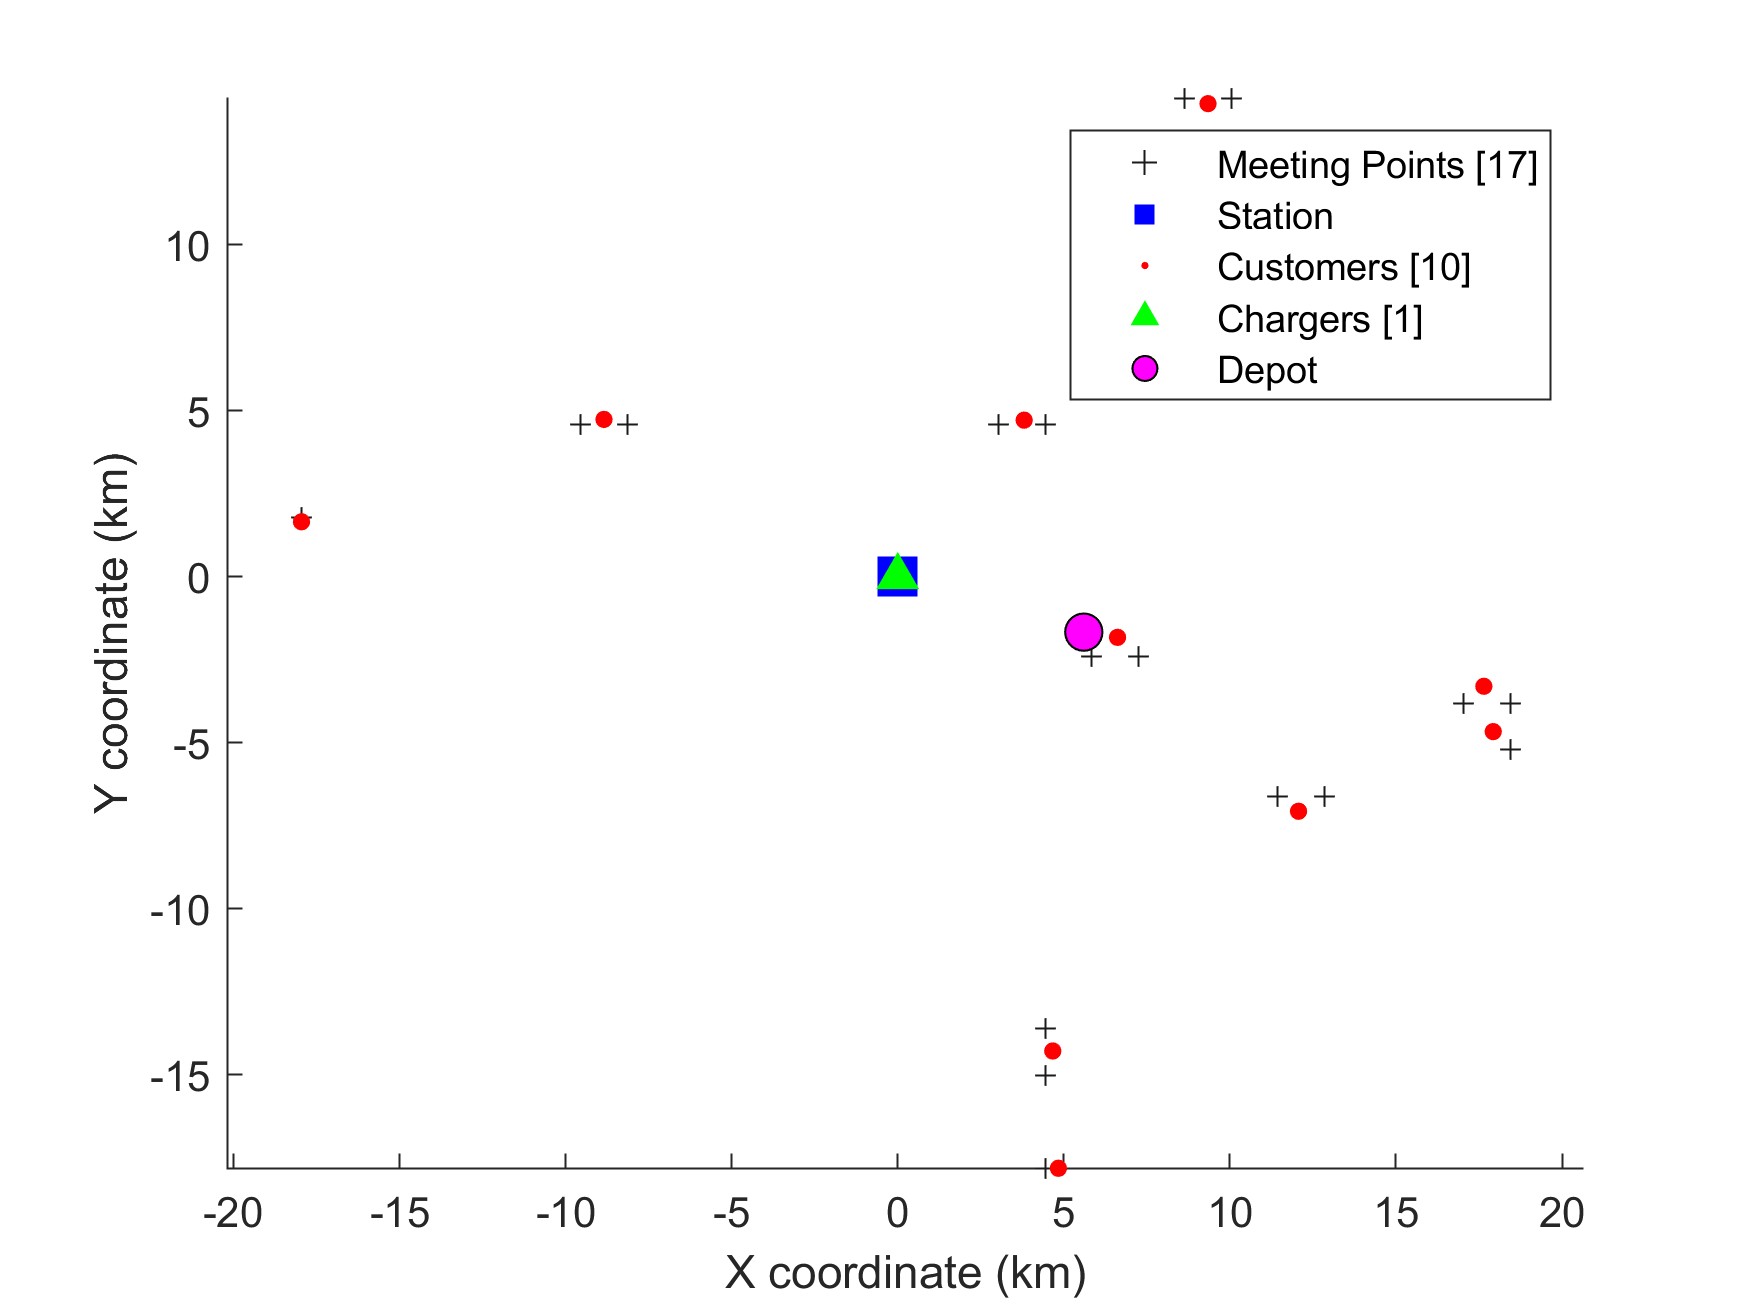 Meeting Points [17]
Station
Customers [10]
Chargers [1]
Depot
10
5
0
-5
-10
-15
Y coordinate (km)
-20 -15 -10 -5 0 5 10 15 20
X coordinate (km)